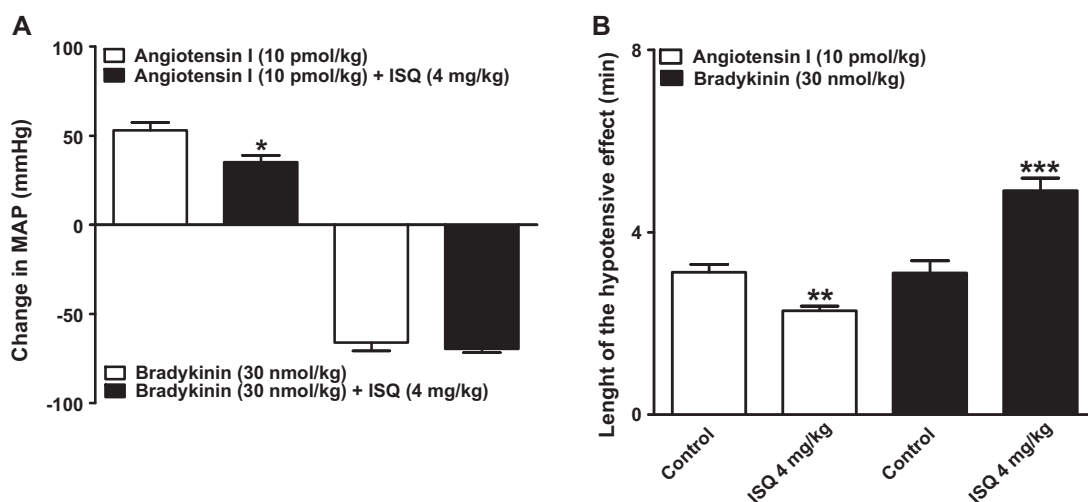 A
Change in MAP (mmHg)
100
50
0
-50
-100
Angiotensin I (10 pmol/kg)
Angiotensin I (10 pmol/kg) + ISQ (4 mg/kg)
*
Bradykinin (30 nmol/kg)
Bradykinin (30 nmol/kg) + ISQ (4 mg/kg)
B
Lenght of the hypotensive effect (min)
8
4
0
Angiotensin I (10 pmol/kg)
Bradykinin (30 nmol/kg)
**
***
Control
ISQ 4 mg/kg
Control
ISQ 4 mg/kg